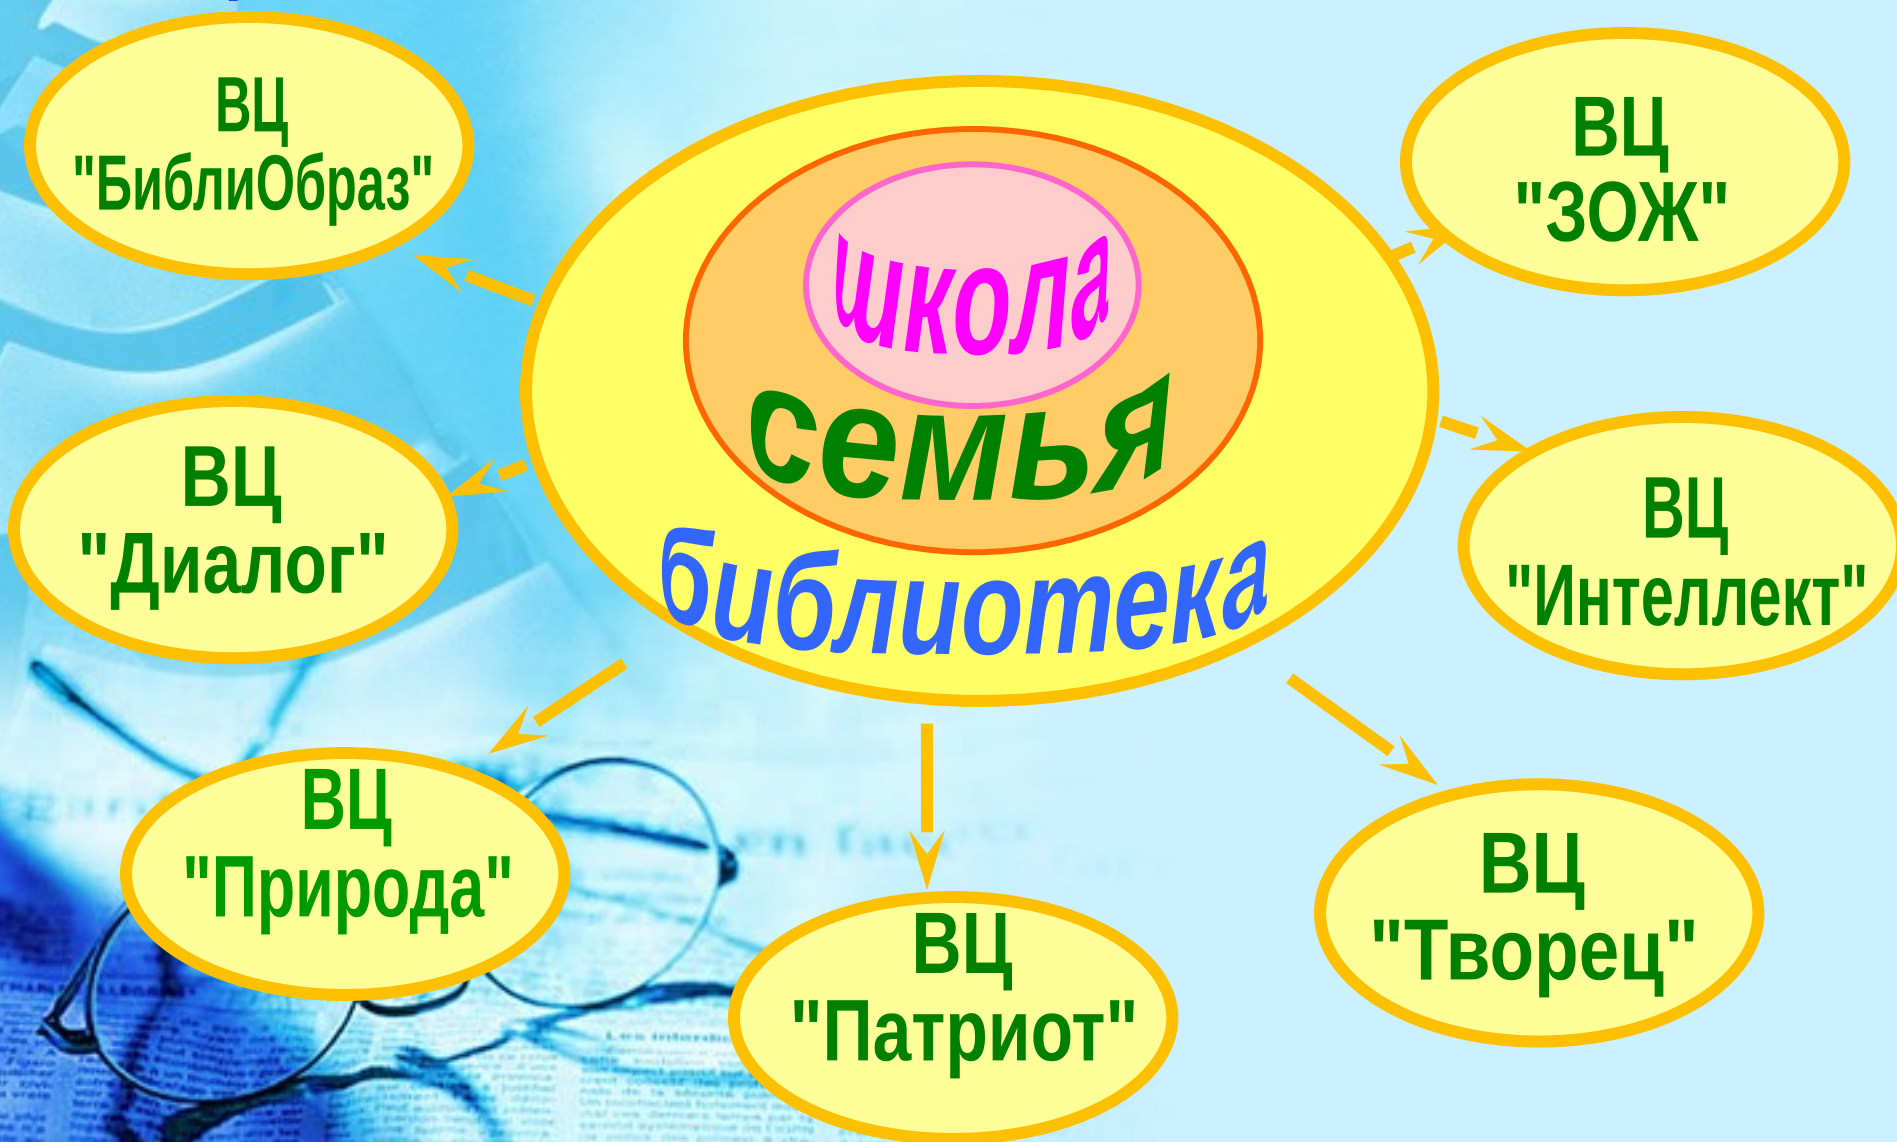 ВЦ
"БиблиОбраз"
ВЦ
"ЗОЖ"
школа
семья
библиотека
ВЦ
"Диалог"
ВЦ
"Интеллект"
ВЦ
"Природа"
ВЦ
"Патриот"
ВЦ
"Творец"